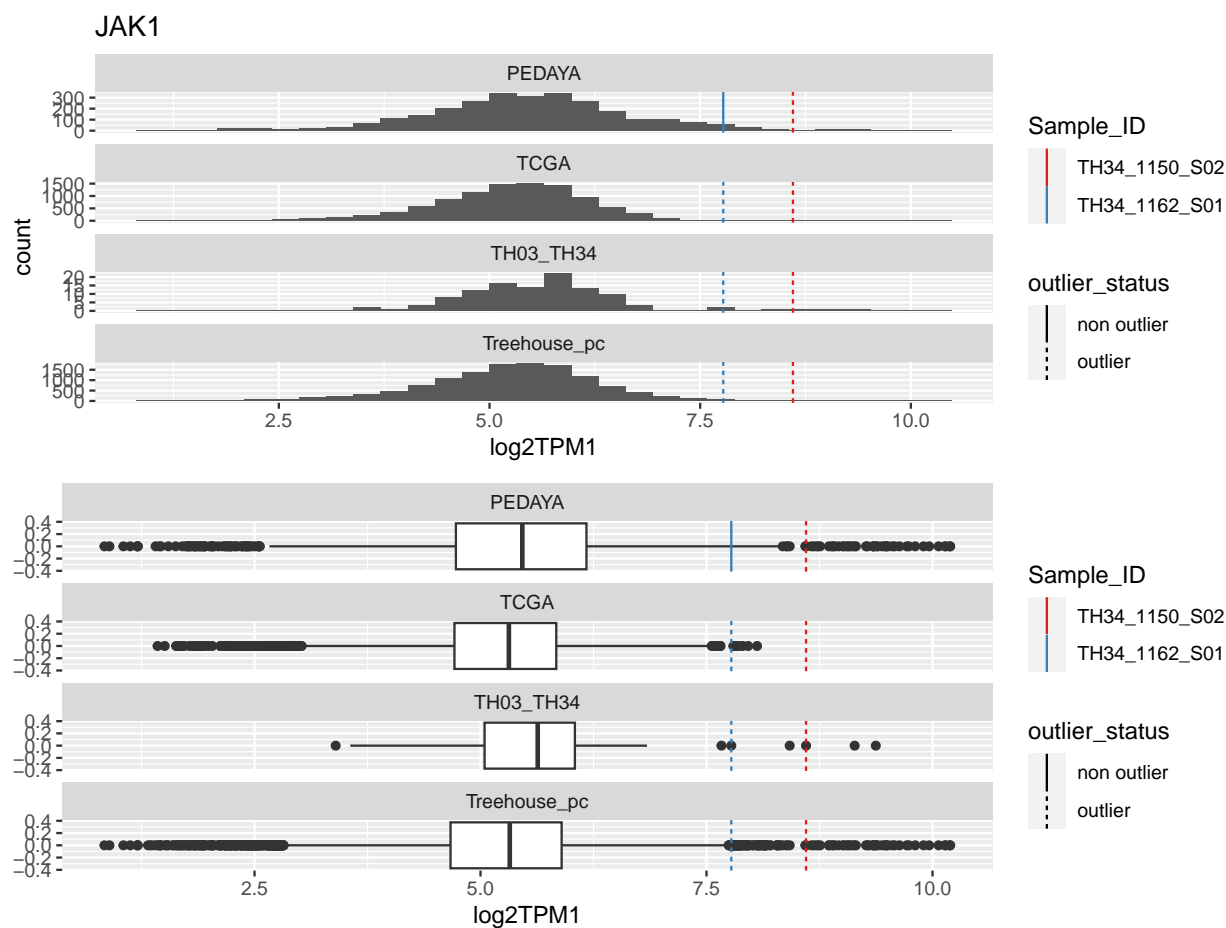 JAK1
PEDAYA
300
200
100
0
TCGA
1500
1000
500
0
TH03_TH34
20
15
10
5
0
Treehouse_pc
1500
1000
500
0
count
2.5 5.0 7.5 10.0
log2TPM1
Sample_ID
TH34_1150_S02
TH34_1162_S01
outlier_status
non outlier
outlier
PEDAYA
0.4
0.2
0.0
−0.2
−0.4
TCGA
0.4
0.2
0.0
−0.2
−0.4
TH03_TH34
0.4
0.2
0.0
−0.2
−0.4
Treehouse_pc
0.4
0.2
0.0
−0.2
−0.4
2.5 5.0 7.5 10.0
log2TPM1
Sample_ID
TH34_1150_S02
TH34_1162_S01
outlier_status
non outlier
outlier